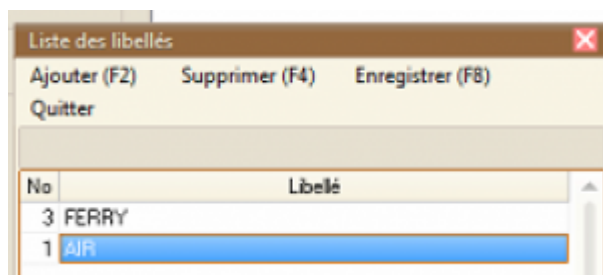 Liste des libellés
Ajouter (F2) Supprimer (F4) Enregistrer (F8)
Quitter
No Libellé
3 FERRY
1 AIR